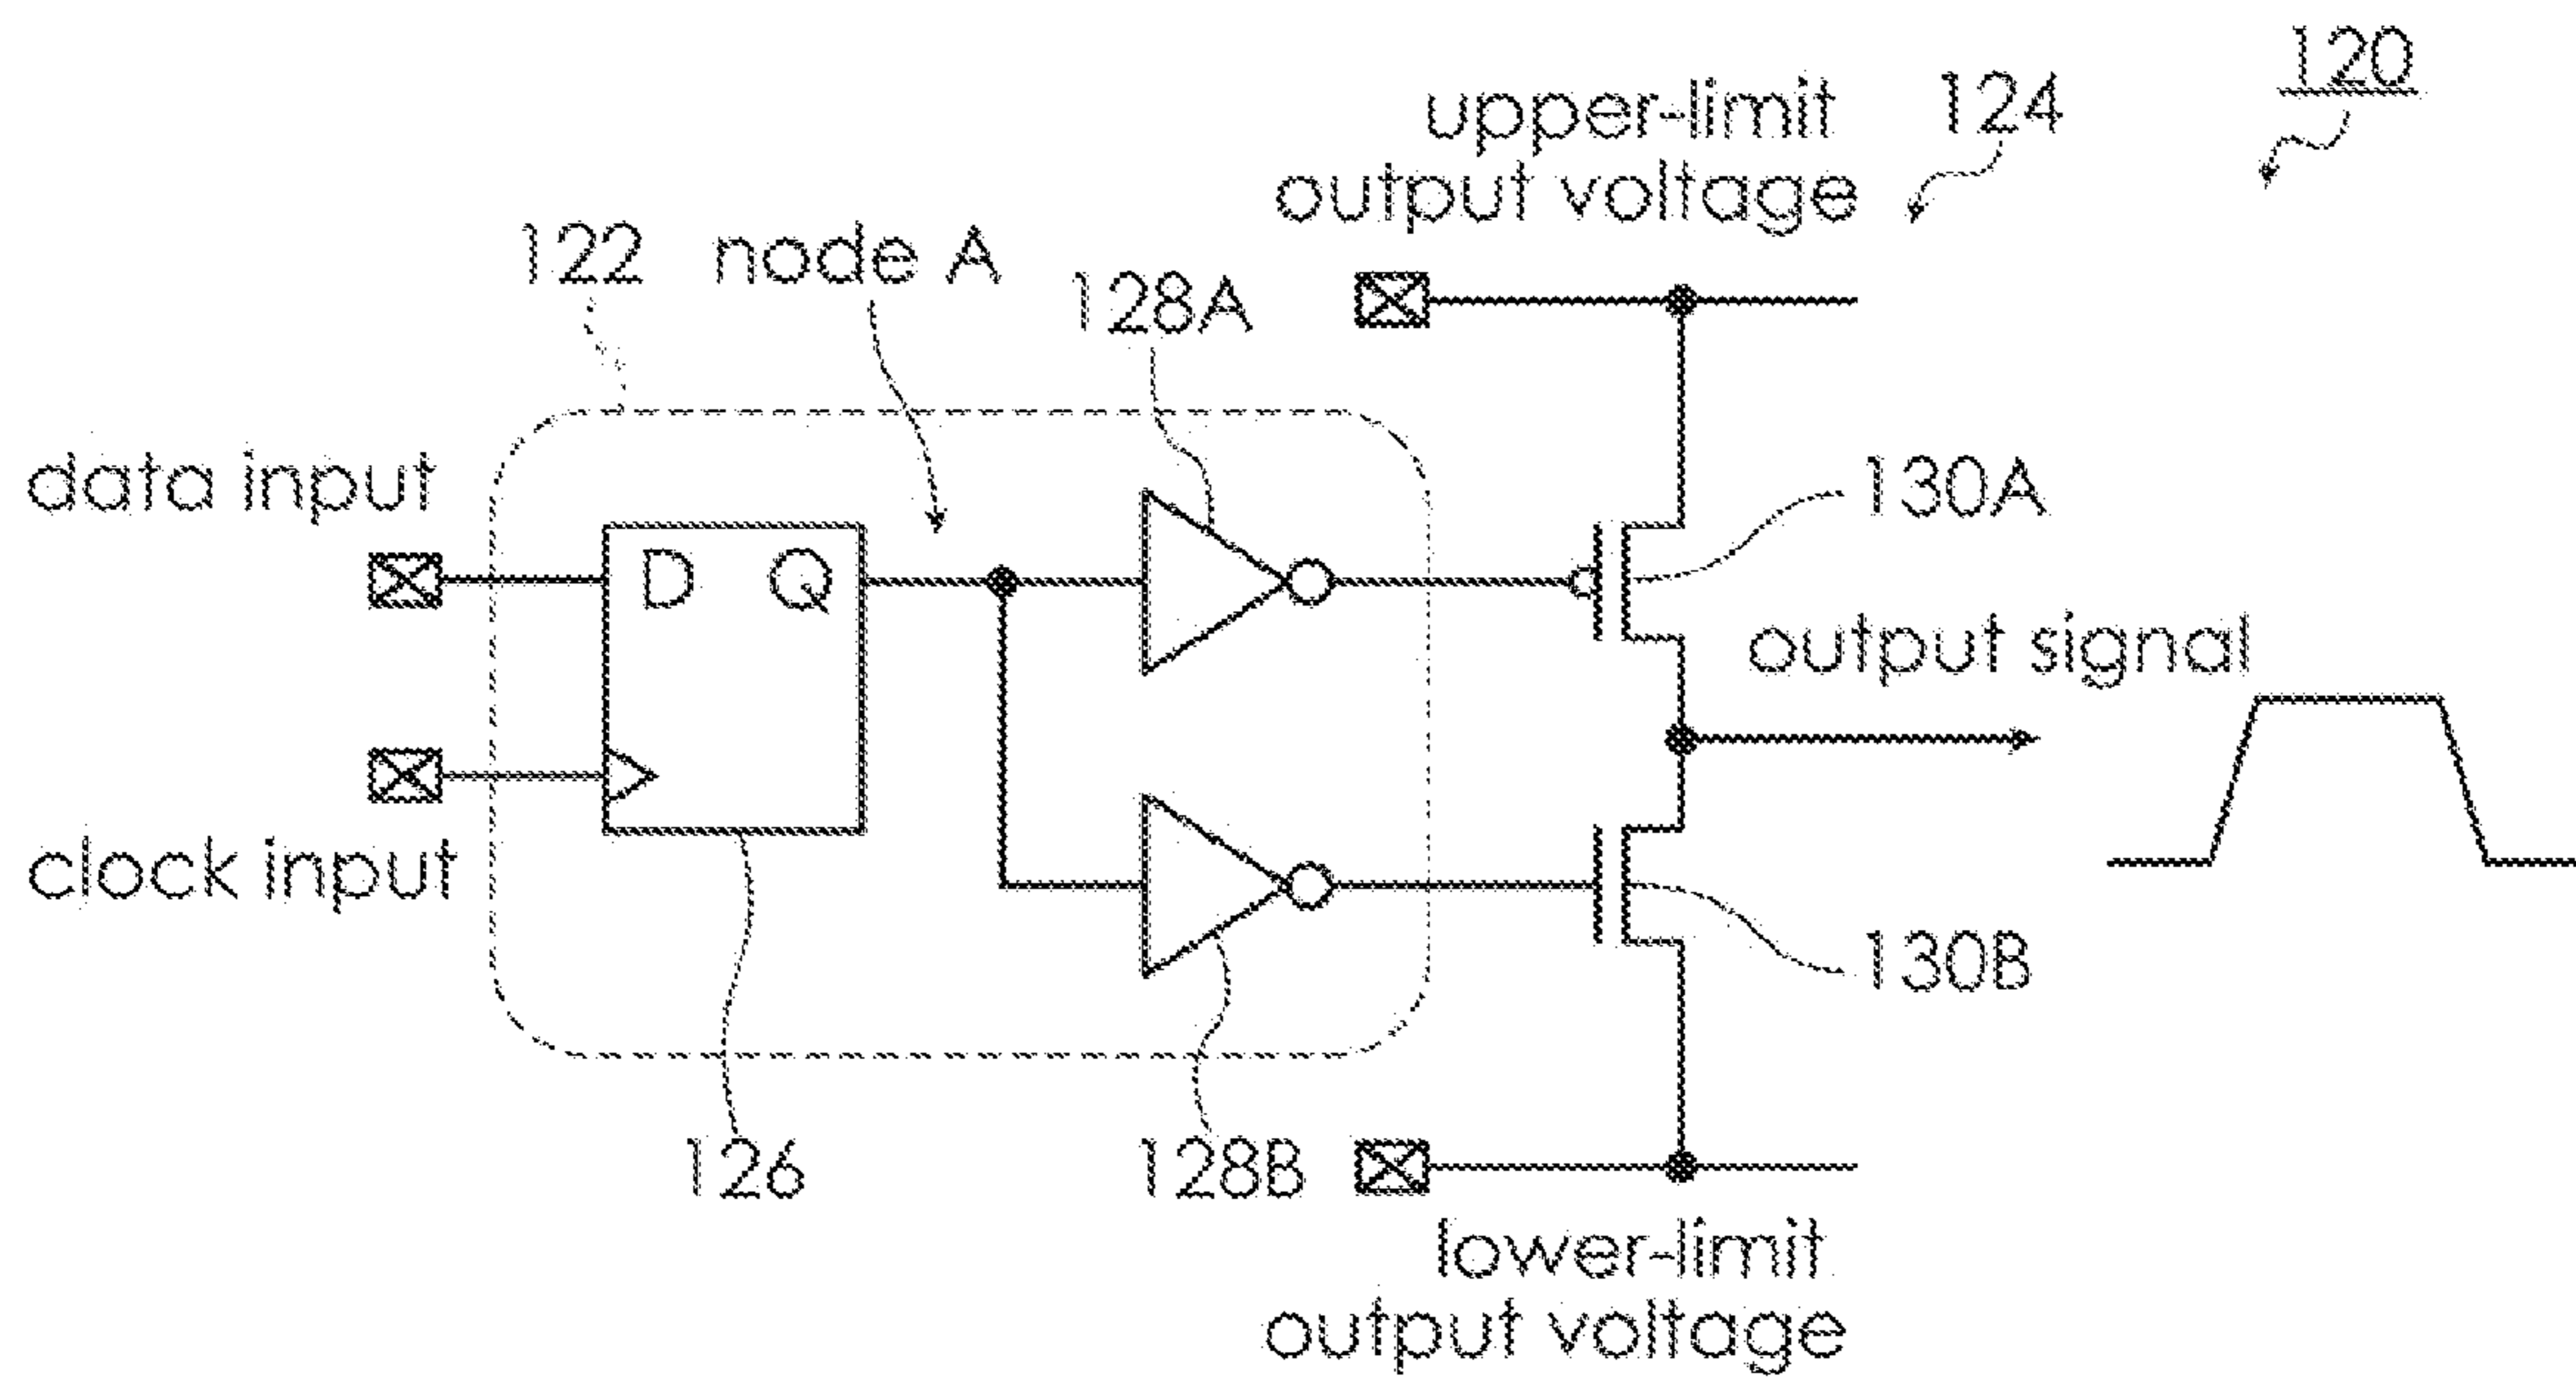 120
upper-limit
output voltage
124
122
node A
128A
data input
130A
D Q
output signal
clock input
130B
126
128B
lower-limit
output voltage